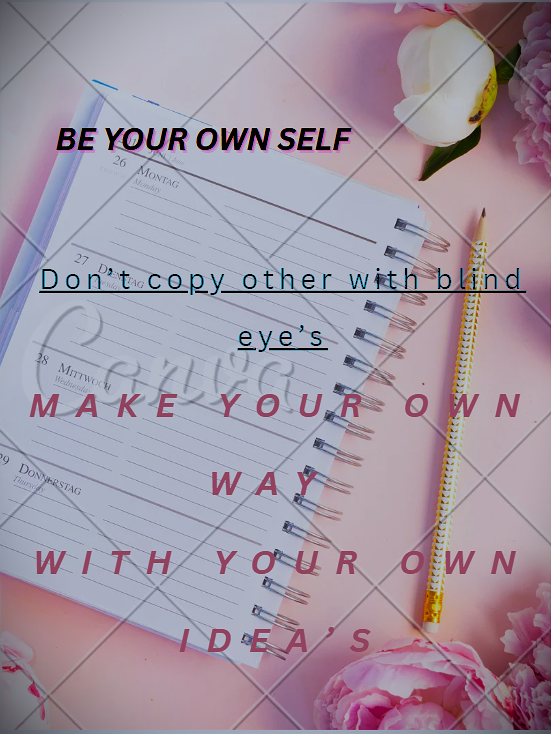 BE YOUR OWN SELF
26 MONTAG
Monday
Don't copy other with blind
eye's
27
28 MITTWOCH
Wednesday
Canva
MAKE YOUR OWN
WAY
29 DONNERSTAG
Thursday
WITH YOUR OWN
IDEA'S